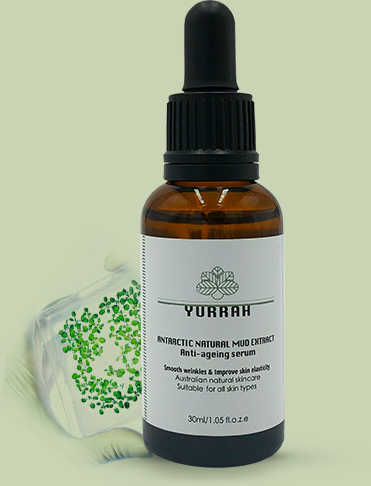 YURRAH
ANTARCTIC NATURAL MUD EXTRACT
Anti-ageing serum
Smooth wrinkles & Improve skin elasticity
Australian natural skincare
Suitable for all skin types
30ml/1.05 fl.o.z.e